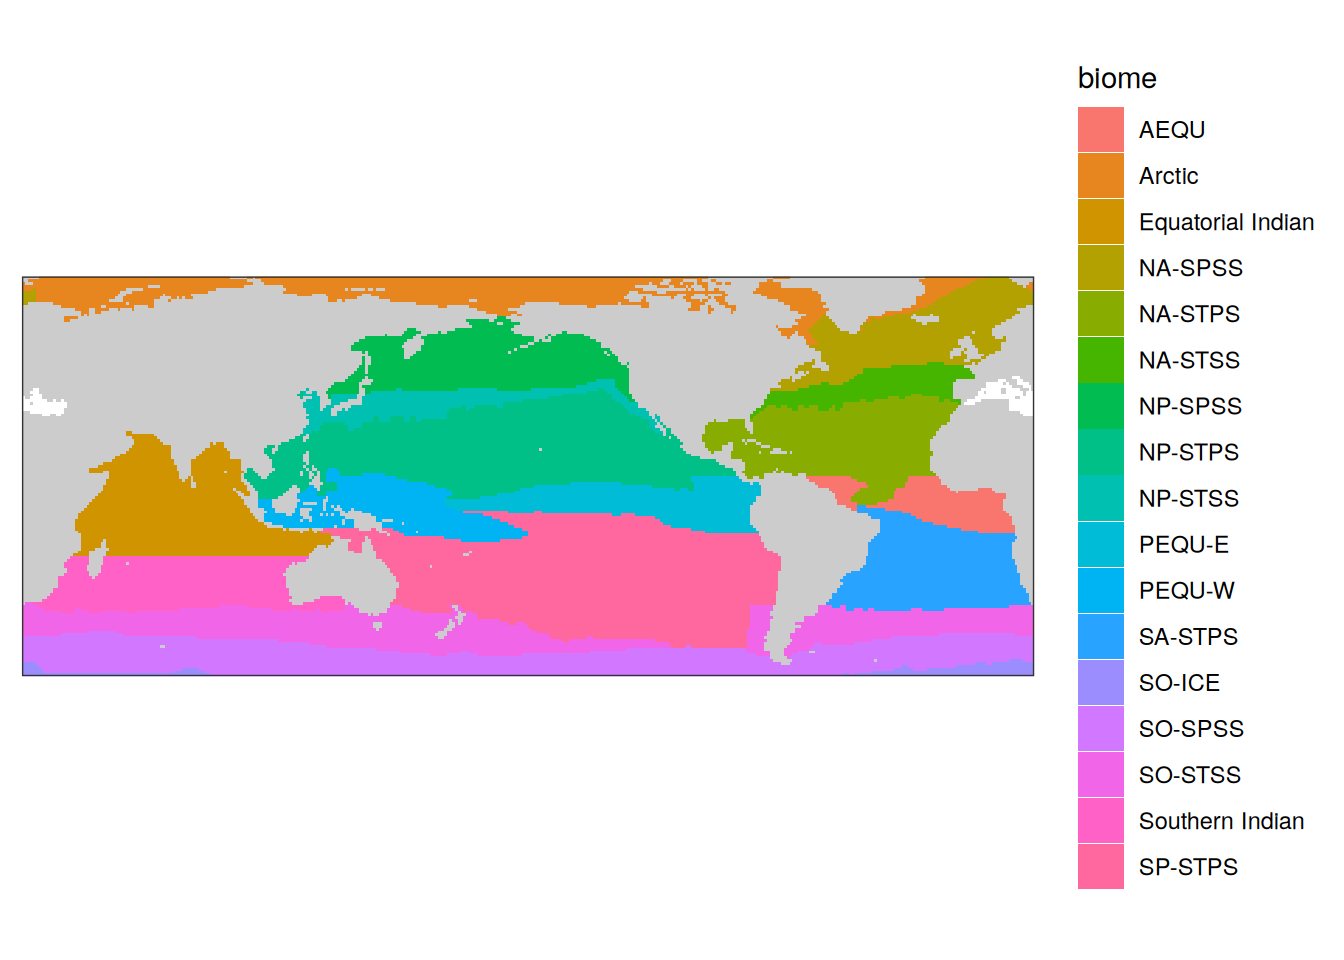 biome
AEQU
Arctic
Equatorial Indian
NA-SPSS
NA-STPS
NA-STSS
NP-SPSS
NP-STPS
NP-STSS
PEQU-E
PEQU-W
SA-STPS
SO-ICE
SO-SPSS
SO-STSS
Southern Indian
SP-STPS